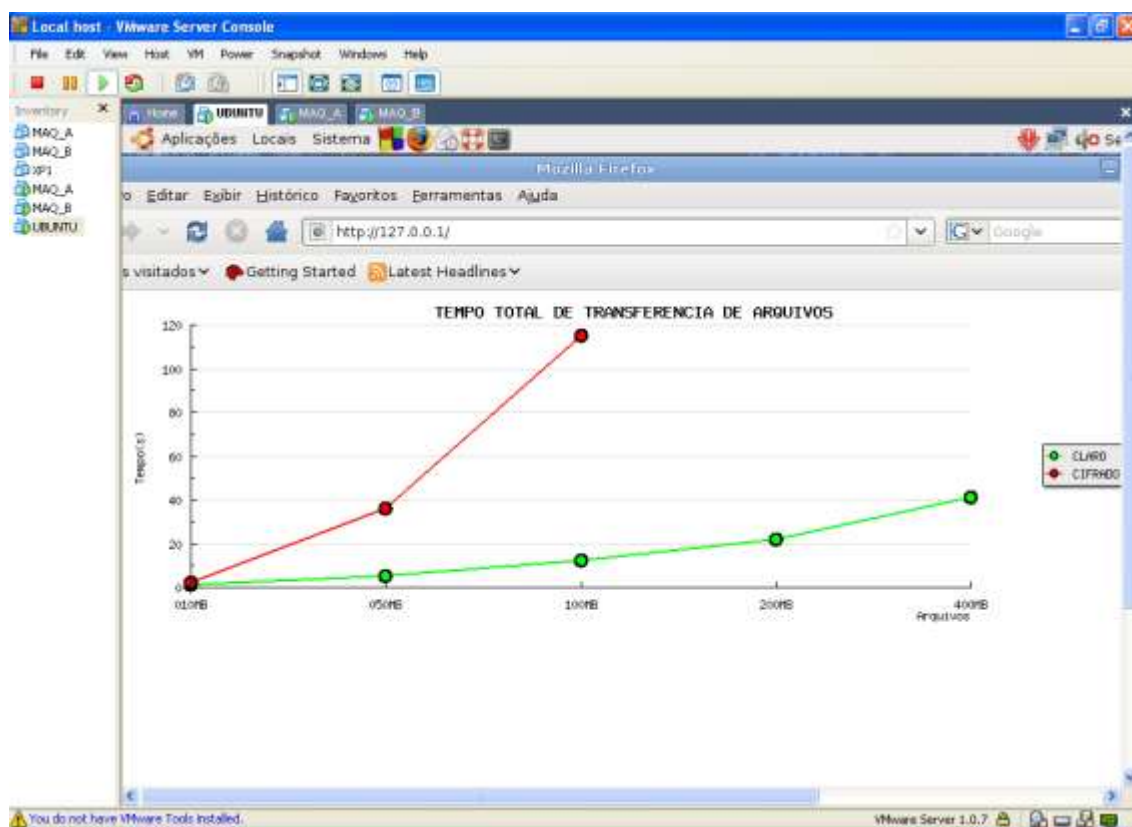 Local host - VMware Server Console
File Edit View Host VM Power Snapshot Windows Help
Inventory
MAQ_A
MAQ_B
XP1
MAQ_A
MAQ_B
UBUNTU
Home UBUNTU MAQ_A MAQ_B
Aplicações Locais Sistema
Mozilla Firefox
Editar Exibir Histórico Favoritos Ferramentas Ajuda
http://127.0.0.1/
Google
s visitados Getting Started Latest Headlines
TEMPO TOTAL DE TRANSFERENCIA DE ARQUIVOS
120
100
80
60
40
20
0
Tempo(s)
010MB 050MB 100MB 200MB 400MB
Arquivos
CLARO
CIFRADO
You do not have VMware Tools installed.
VMware Server 1.0.7